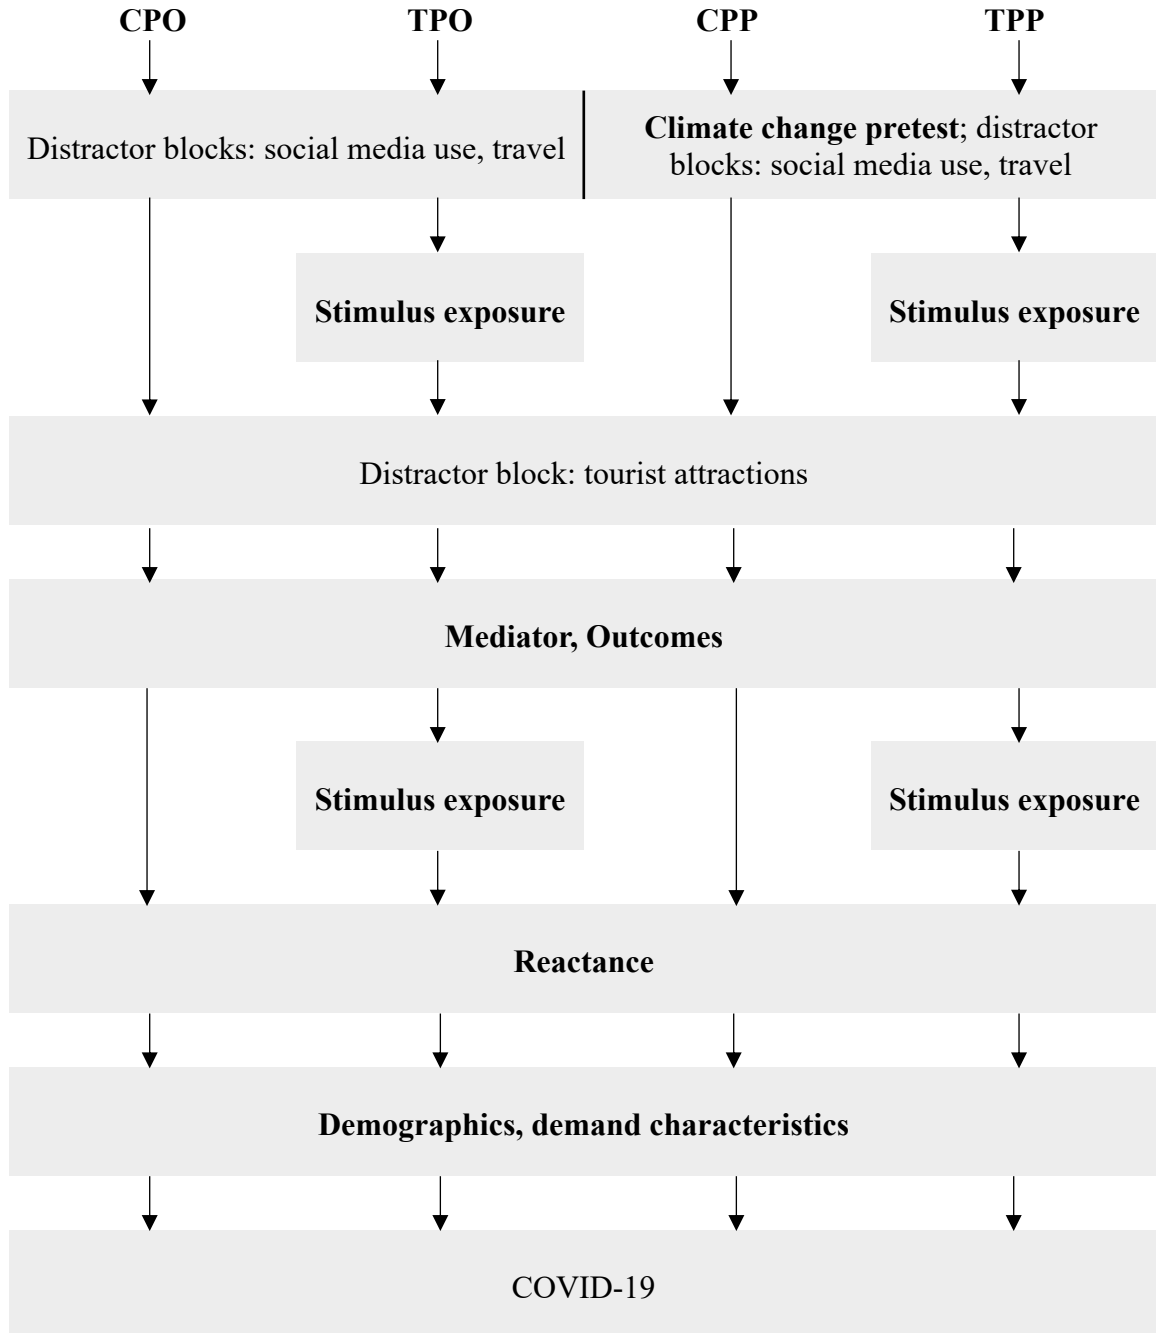 CPO TPO CPP TPP
Distractor blocks: social media use, travel
Climate change pretest; distractor
blocks: social media use, travel
Stimulus exposure
Stimulus exposure
Distractor block: tourist attractions
Mediator, Outcomes
Stimulus exposure
Stimulus exposure
Reactance
Demographics, demand characteristics
COVID-19